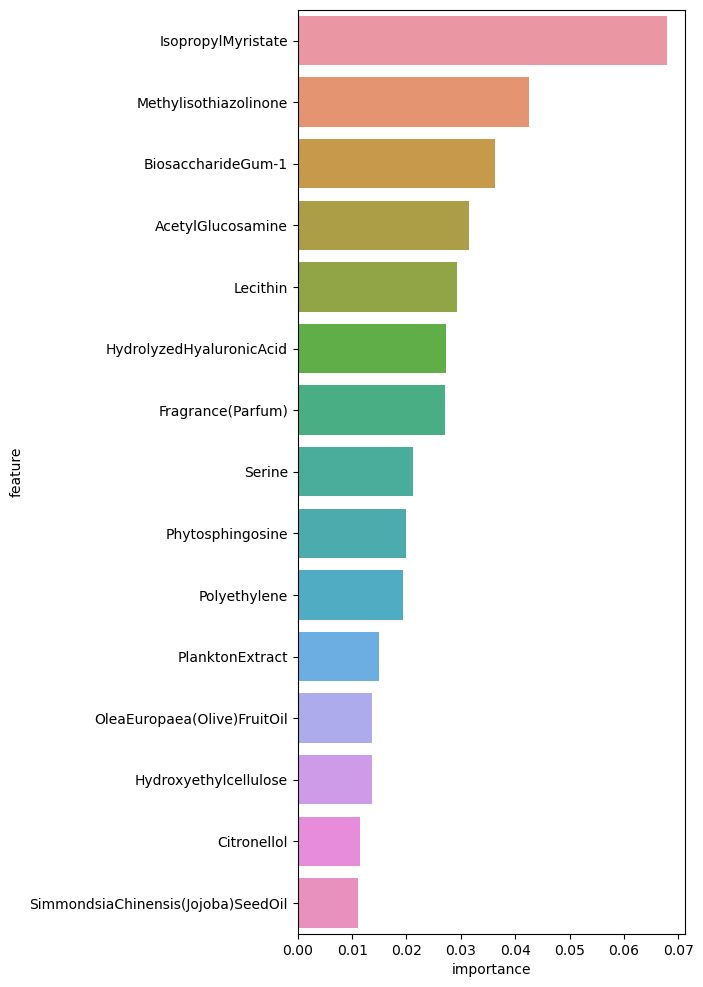 IsopropylMyristate
Methylisothiazolinone
BiosaccharideGum-1
AcetylGlucosamine
Lecithin
HydrolyzedHyaluronicAcid
Fragrance(Parfum)
Serine
Phytosphingosine
Polyethylene
PlanktonExtract
OleaEuropaea(Olive)FruitOil
Hydroxyethylcellulose
Citronellol
SimmondsiaChinensis(Jojoba)SeedOil
feature
0.00 0.01 0.02 0.03 0.04 0.05 0.06 0.07
importance